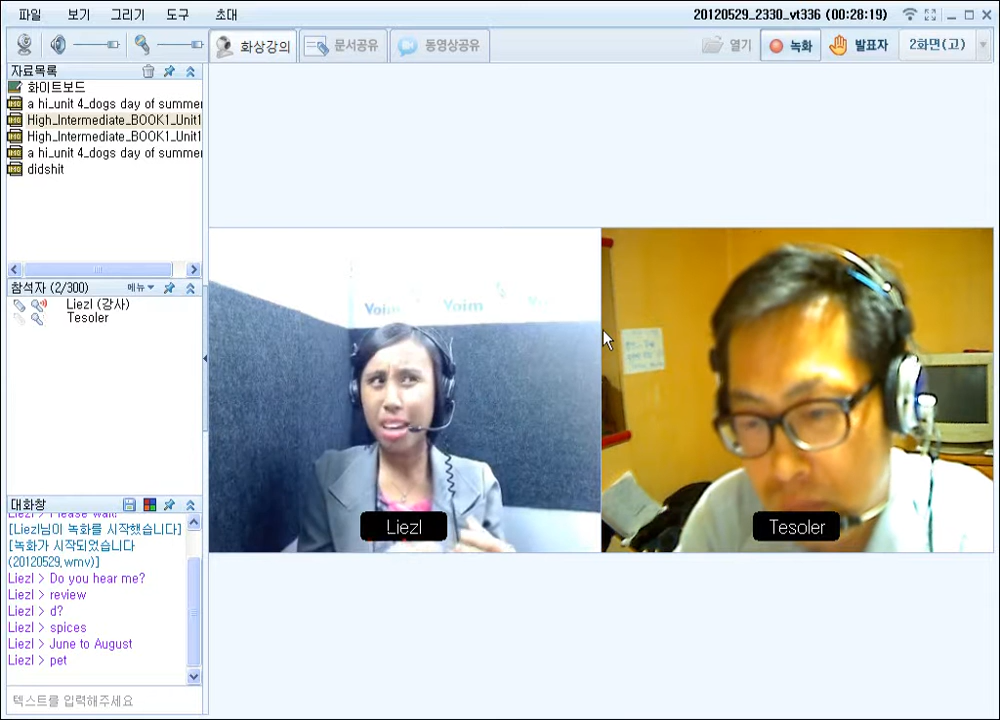 파일 보기 그리기 도구 초대 20120529_2330_vt336 (00:28:19)
화상강의 문서공유 동영상공유 열기 녹화 발표자 2화면(고)
자료목록
화이트보드
a hi_unit 4_dogs day of summer
High_Intermediate_BOOK1_Unit1
High_Intermediate_BOOK1_Unit1
a hi_unit 4_dogs day of summer
didshit
참석자 (2/300) 메뉴
Liezl (강사)
Tesoler
Voim Voim
Liezl
Tesoler
대화창
Liezl > Please wait!
[Liezl님이 녹화를 시작했습니다]
[녹화가 시작되었습니다
(20120529.wmv)]
Liezl > Do you hear me?
Liezl > review
Liezl > d?
Liezl > spices
Liezl > June to August
Liezl > pet
텍스트를 입력해주세요